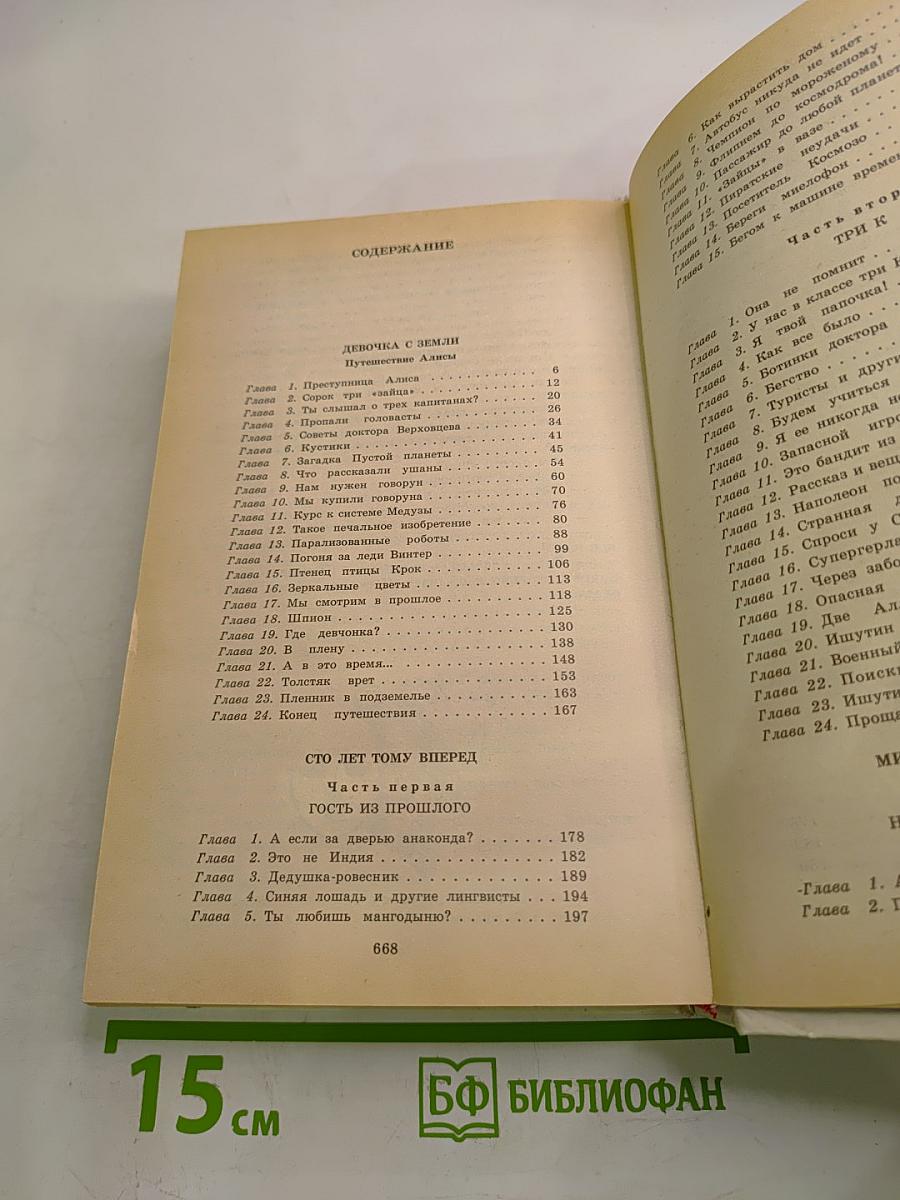 СОДЕРЖАНИЕ
ДЕВОЧКА С ЗЕМЛИ
Путешествие Алисы
Глава 1. Преступница Алиса . . . . . . . . . . . . 6
Глава 2. Сорок три «зайца» . . . . . . . . . . . . 12
Глава 3. Ты слышал о трех капитанах? . . . . . . 20
Глава 4. Пропали головасты . . . . . . . . . . . . 26
Глава 5. Советы доктора Верховцева . . . . . . . 34
Глава 6. Кустики . . . . . . . . . . . . . . . . . 41
Глава 7. Загадка Пустой планеты . . . . . . . . . 45
Глава 8. Что рассказали ушаны . . . . . . . . . . 54
Глава 9. Нам нужен говорун . . . . . . . . . . . . 60
Глава 10. Мы купили говоруна . . . . . . . . . . . 70
Глава 11. Курс к системе Медузы . . . . . . . . . 76
Глава 12. Такое печальное изобретение . . . . . . 80
Глава 13. Парализованные роботы . . . . . . . . . 88
Глава 14. Погоня за леди Винтер . . . . . . . . . 99
Глава 15. Птенец птицы Крок . . . . . . . . . . . 106
Глава 16. Зеркальные цветы . . . . . . . . . . . . 113
Глава 17. Мы смотрим в прошлое . . . . . . . . . . 118
Глава 18. Шпион . . . . . . . . . . . . . . . . . 125
Глава 19. Где девчонка? . . . . . . . . . . . . . 130
Глава 20. В плену . . . . . . . . . . . . . . . . 138
Глава 21. А в это время... . . . . . . . . . . . . 148
Глава 22. Толстяк врет . . . . . . . . . . . . . . 153
Глава 23. Пленник в подземелье . . . . . . . . . . 163
Глава 24. Конец путешествия . . . . . . . . . . . 167
СТО ЛЕТ ТОМУ ВПЕРЕД
Часть первая
ГОСТЬ ИЗ ПРОШЛОГО
Глава 1. А если за дверью анаконда? . . . . . . . 178
Глава 2. Это не Индия . . . . . . . . . . . . . . . 182
Глава 3. Дедушка-ровесник . . . . . . . . . . . . 189
Глава 4. Синяя лошадь и другие лингвисты . . . 194
Глава 5. Ты любишь мангодыню? . . . . . . . . . 197
668
Глава 6. Как вырастить дом . . . .
Глава 7. Автобус никуда не идет . . .
Глава 8. Чемпион по мороженому . . .
Глава 9. Флипнем до космодрома! . .
Глава 10. Пассажир до любой планет
Глава 11. «Зайцы» в вазе . . . .
Глава 12. Пиратские неудачи . . .
Глава 13. Посетитель Космозо
Глава 14. Береги миелофон . . . .
Глава 15. Бегом к машине времен
Часть втор
ТРИ К
Глава 1. Она не помнит . .
Глава 2. У нас в классе три
Глава 3. Я твой папочка! .
Глава 4. Как все было . . .
Глава 5. Ботинки доктора
Глава 6. Бегство . . . .
Глава 7. Туристы и други
Глава 8. Будем учиться
Глава 9. Я ее никогда не
Глава 10. Запасной игро
Глава 11. Это бандит из
Глава 12. Рассказ и вещ
Глава 13. Наполеон по
Глава 14. Странная д
Глава 15. Спроси у С
Глава 16. Супергерла
Глава 17. Через забо
Глава 18. Опасная
Глава 19. Две Ал
Глава 20. Ишутин
Глава 21. Военный
Глава 22. Поиски
Глава 23. Ишути
Глава 24. Проща
МИ
Н
Глава 1. А
Глава 2. П
15 см
БФ БИБЛИОФАН